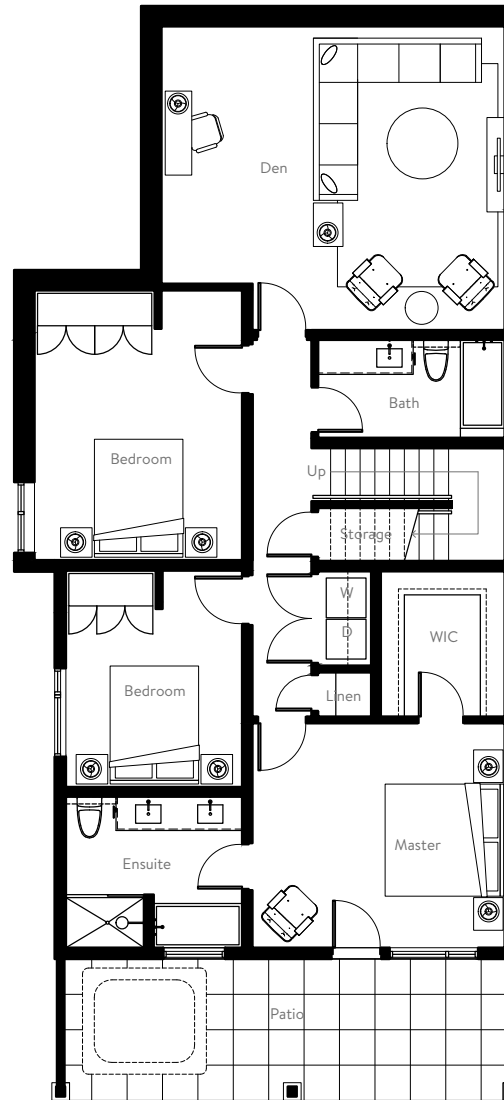 Den
Bath
Bedroom
Up
Storage
W
D
WIC
Bedroom
Linen
Master
Ensuite
Patio